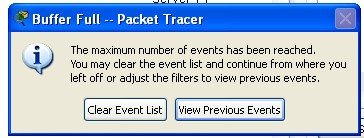 Buffer Full -- Packet Tracer
The maximum number of events has been reached.
You may clear the event list and continue from where you
left off or adjust the filters to view previous events.
Clear Event List
View Previous Events